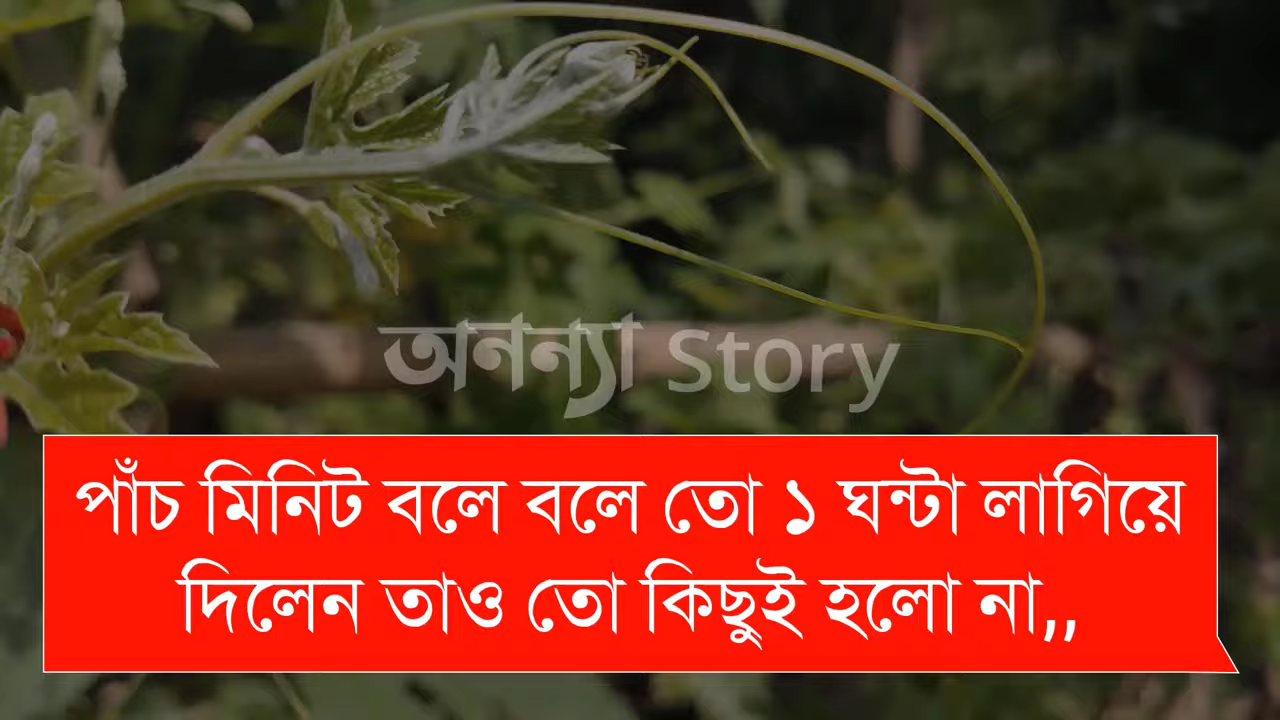 অনন্যা Story
পাঁচ মিনিট বলে বলে তো ১ ঘন্টা লাগিয়ে
দিলেন তাও তো কিছুই হলো না,,